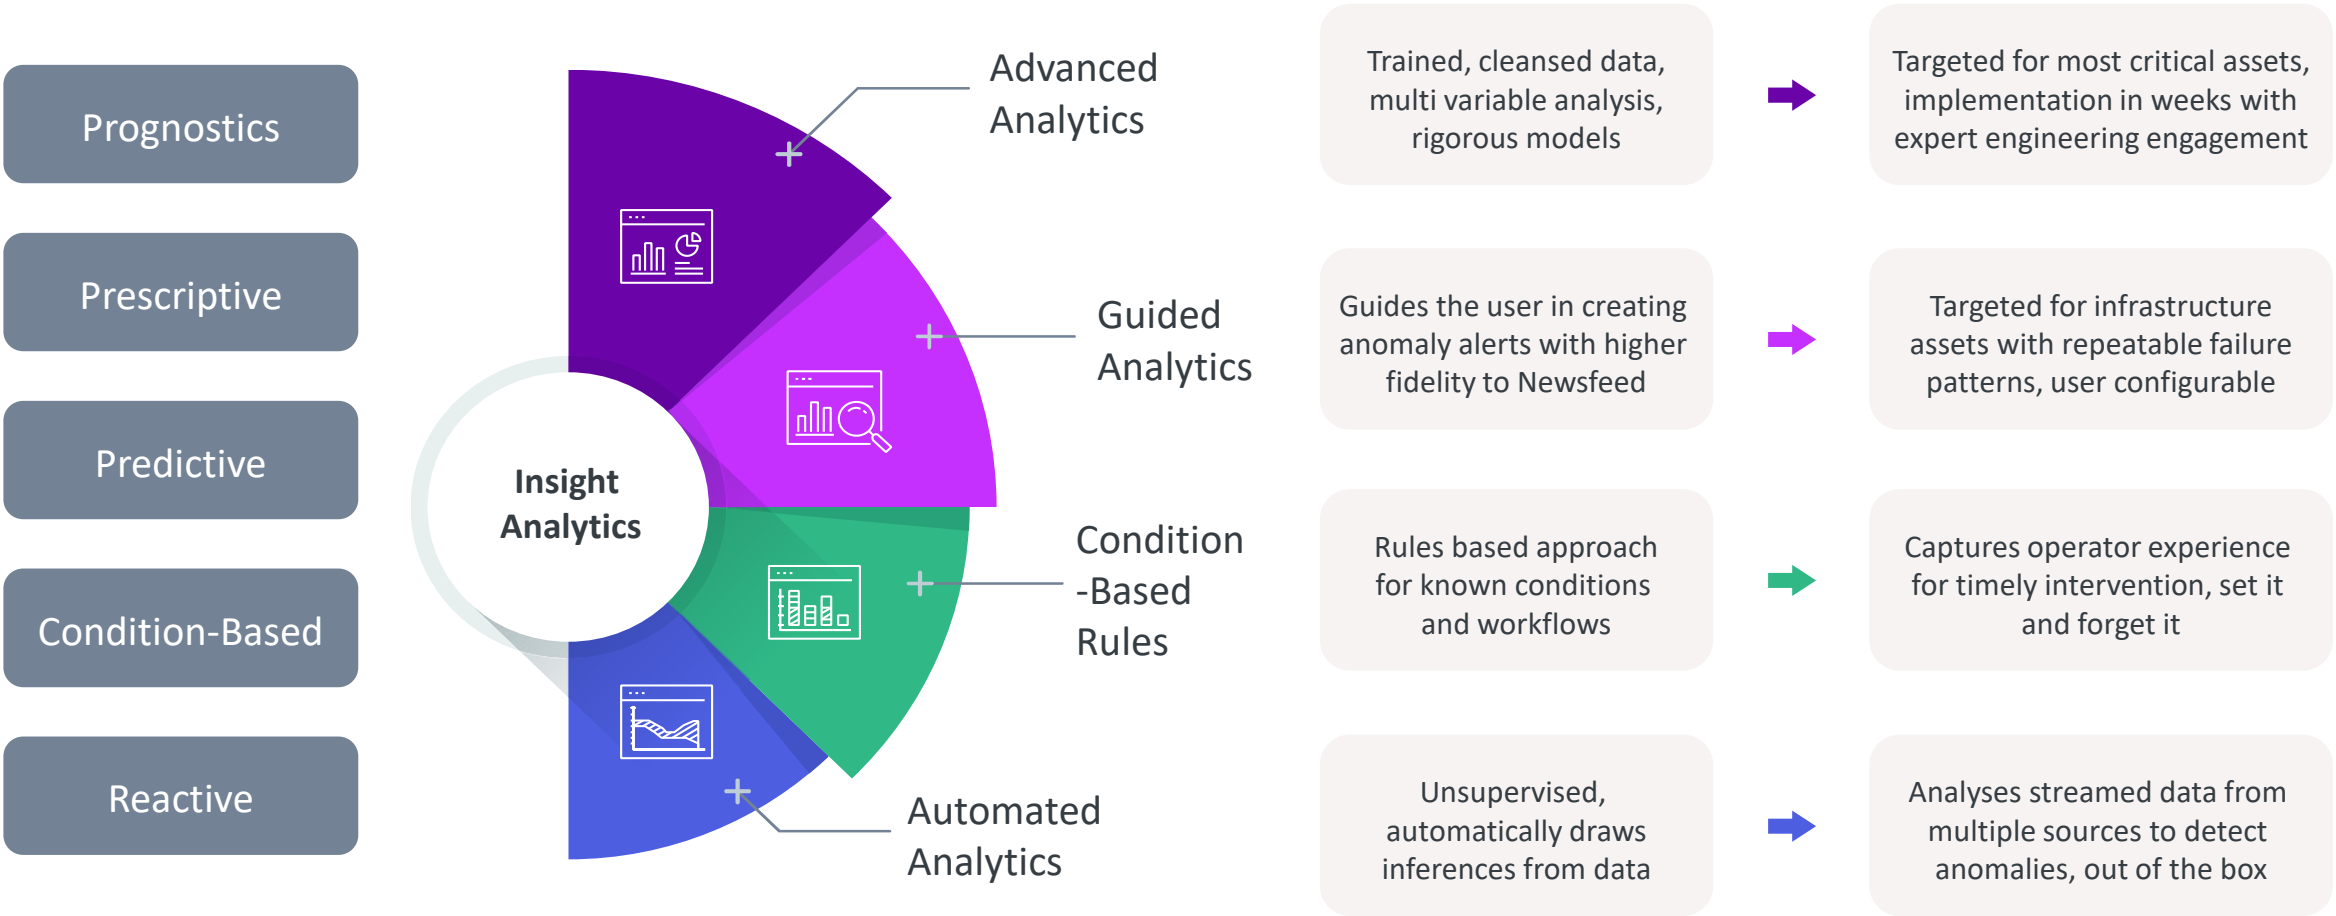 Prognostics
Prescriptive
Predictive
Condition-Based
Reactive
Insight
Analytics
Advanced
Analytics
Guided
Analytics
Condition
-Based
Rules
Automated
Analytics
Trained, cleansed data,
multi variable analysis,
rigorous models
Targeted for most critical assets,
implementation in weeks with
expert engineering engagement
Guides the user in creating
anomaly alerts with higher
fidelity to Newsfeed
Targeted for infrastructure
assets with repeatable failure
patterns, user configurable
Rules based approach
for known conditions
and workflows
Captures operator experience
for timely intervention, set it
and forget it
Unsupervised,
automatically draws
inferences from data
Analyses streamed data from
multiple sources to detect
anomalies, out of the box